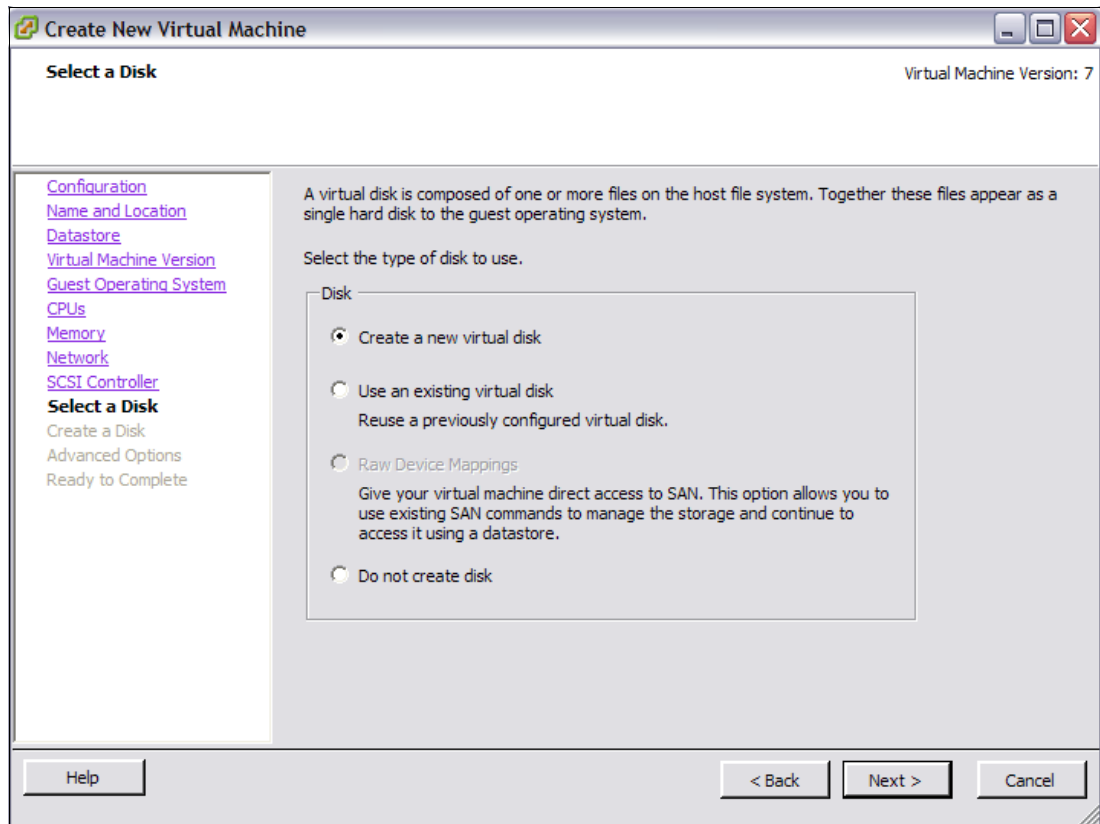 Create New Virtual Machine
Select a Disk
Virtual Machine Version: 7
Configuration
Name and Location
Datastore
Virtual Machine Version
Guest Operating System
CPUs
Memory
Network
SCSI Controller
Select a Disk
Create a Disk
Advanced Options
Ready to Complete
A virtual disk is composed of one or more files on the host file system. Together these files appear as a
single hard disk to the guest operating system.
Select the type of disk to use.
Disk
Create a new virtual disk
Use an existing virtual disk
Reuse a previously configured virtual disk.
Raw Device Mappings
Give your virtual machine direct access to SAN. This option allows you to
use existing SAN commands to manage the storage and continue to
access it using a datastore.
Do not create disk
Help
< Back
Next >
Cancel